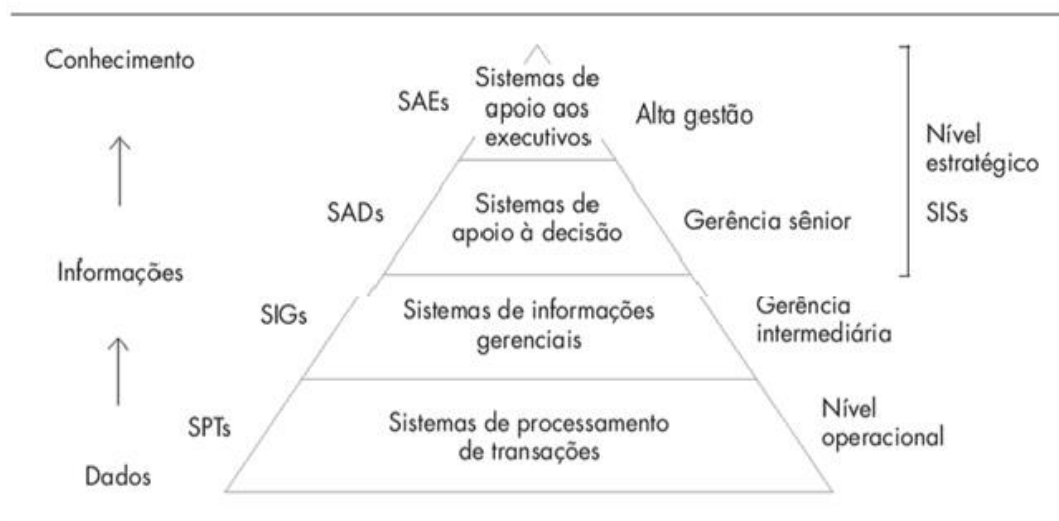 Conhecimento
SAEs
Sistemas de
apoio aos
executivos
Alta gestão
Nível
estratégico
SISs
SADs
Sistemas de
apoio à decisão
Gerência sênior
Informações
SIGs
Sistemas de informações
gerenciais
Gerência
intermediária
SPTs
Sistemas de processamento
de transações
Nível
operacional
Dados